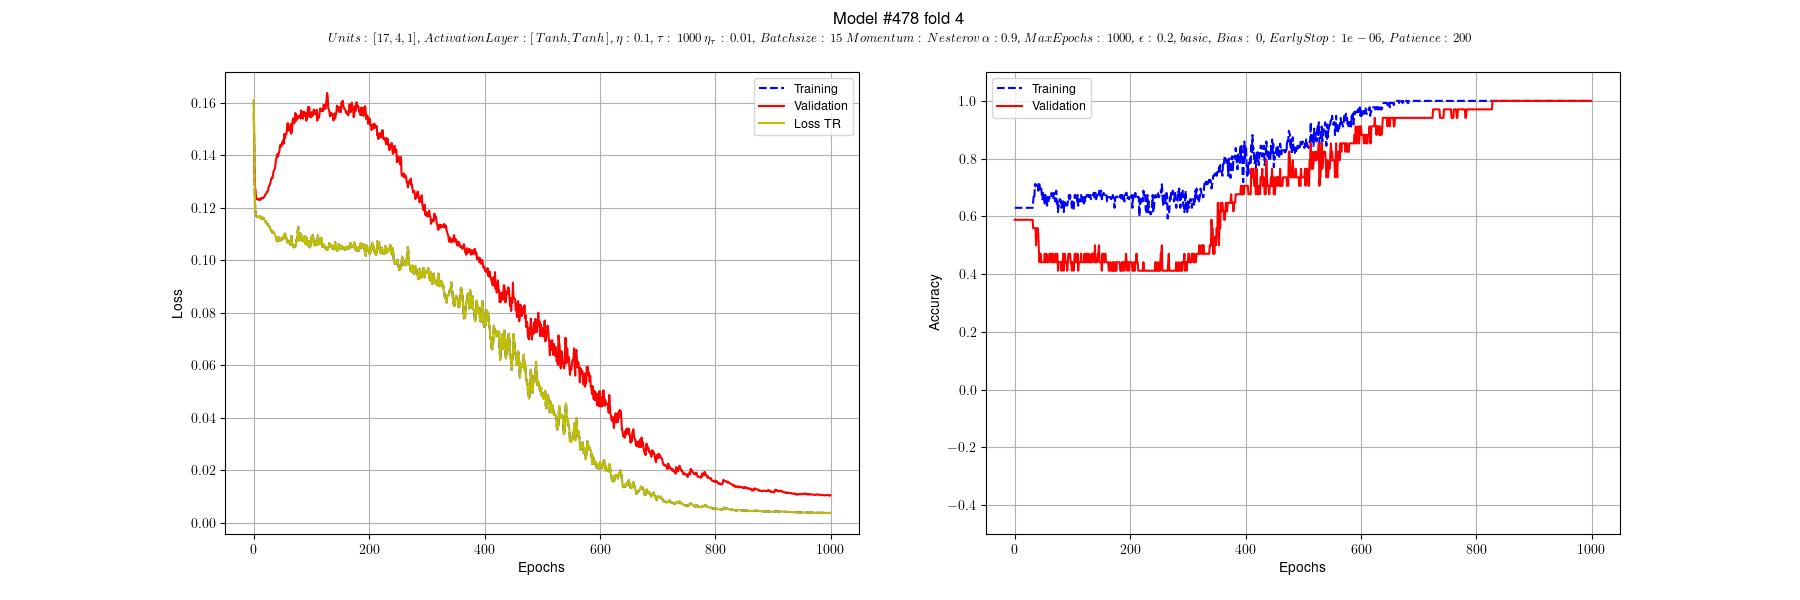 Model #478 fold 4
Units : [17, 4, 1], ActivationLayer : [Tanh, Tanh], η : 0.1, τ : 1000 ητ : 0.01, Batchsize : 15 Momentum : Nesterov α : 0.9, MaxEpochs : 1000, ϵ : 0.2, basic, Bias : 0, EarlyStop : 1e − 06, Patience : 200
Training
Validation
Loss TR
0.16
0.14
0.12
0.10
0.08
0.06
0.04
0.02
0.00
Loss
0 200 400 600 800 1000
Epochs
Training
Validation
1.0
0.8
0.6
0.4
0.2
0.0
−0.2
−0.4
Accuracy
0 200 400 600 800 1000
Epochs